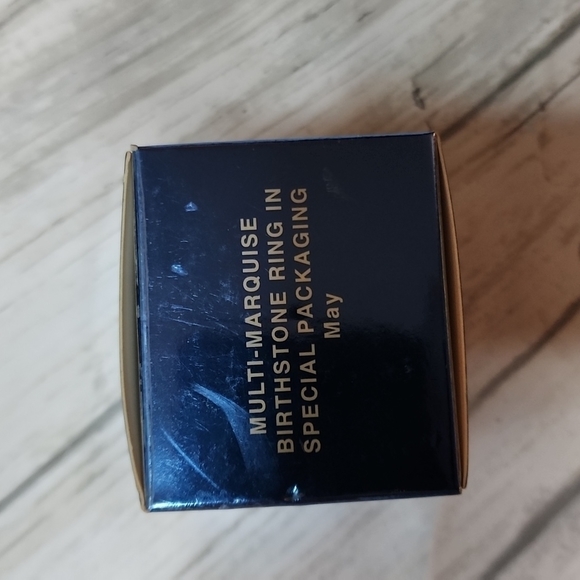 MULTI-MARQUISE
BIRTHSTONE RING IN
SPECIAL PACKAGING
May